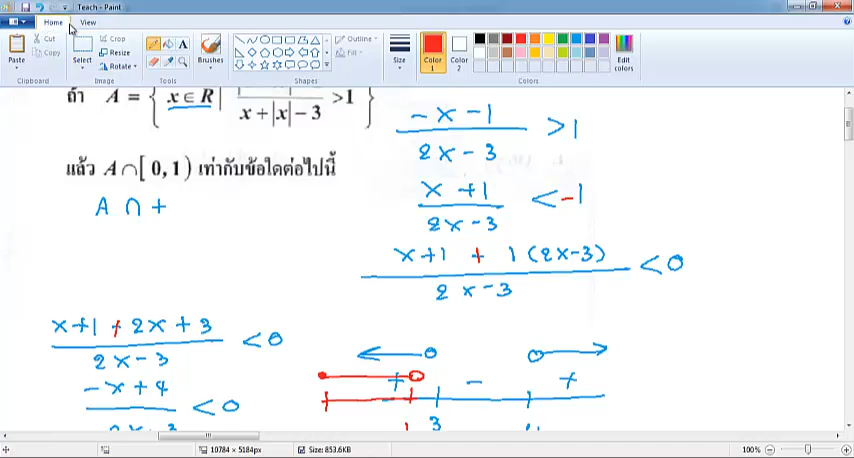 Teach - Paint
Home View
Paste
Cut
Copy
Clipboard
Select
Crop
Resize
Rotate
Image
A
Tools
Brushes
Outline
Fill
Shapes
Size
Color 1
Color 2
Edit colors
Colors
ถ้า A = { x ∈ R | x + |x| − 3 > 1 }
แล้ว A ∩ [ 0, 1 ) เท่ากับข้อใดต่อไปนี้
A ∩ +
−x −1
2x − 3
> 1
x + 1
2x − 3
< −1
x+1 + 1 (2x−3)
2x − 3
< 0
x+1 + 2x + 3
2x − 3
< 0
−x + 4
< 0
+ − +
3
10784 × 5184px
Size: 853.6KB
100%